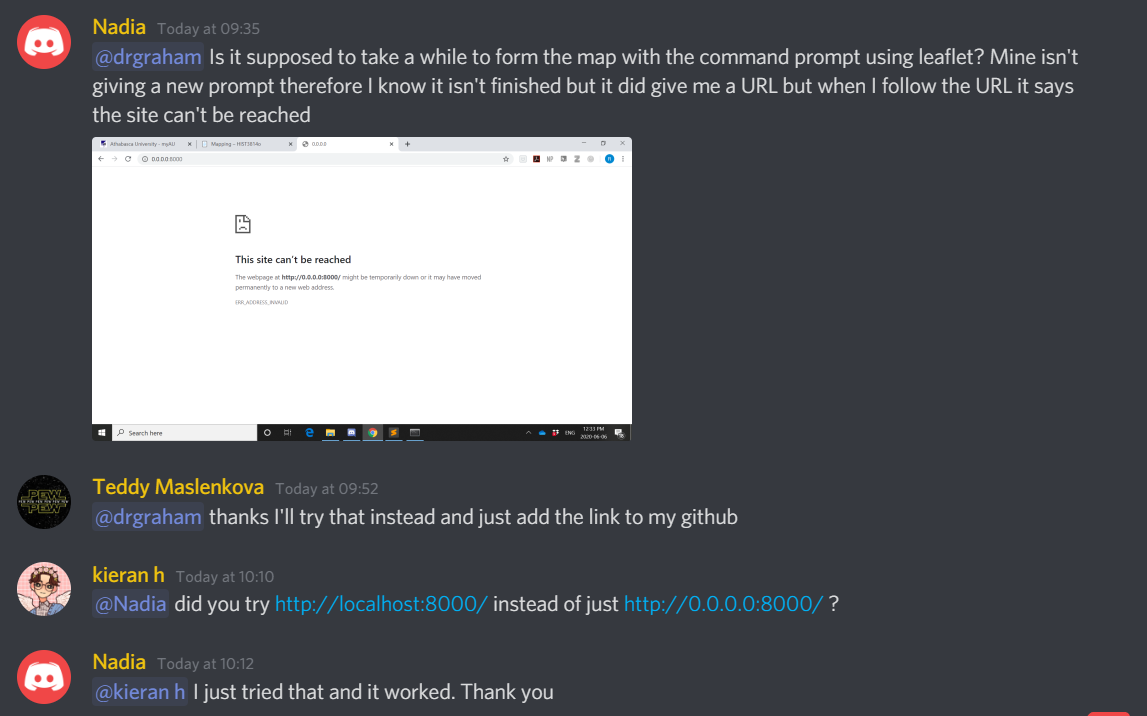 Nadia Today at 09:35
@drgraham Is it supposed to take a while to form the map with the command prompt using leaflet? Mine isn't
giving a new prompt therefore I know it isn't finished but it did give me a URL but when I follow the URL it says
the site can't be reached
Athabasca University - myAU Mapping – HIST3814o 0.0.0.0
0.0.0.0:8000
This site can't be reached
The webpage at http://0.0.0.0:8000/ might be temporarily down or it may have moved
permanently to a new web address.
ERR_ADDRESS_INVALID
Search here
ENG 12:33 PM
2020-06-06
PEW
PEW
Teddy Maslenkova Today at 09:52
@drgraham thanks I'll try that instead and just add the link to my github
kieran h Today at 10:10
@Nadia did you try http://localhost:8000/ instead of just http://0.0.0.0:8000/ ?
Nadia Today at 10:12
@kieran h I just tried that and it worked. Thank you